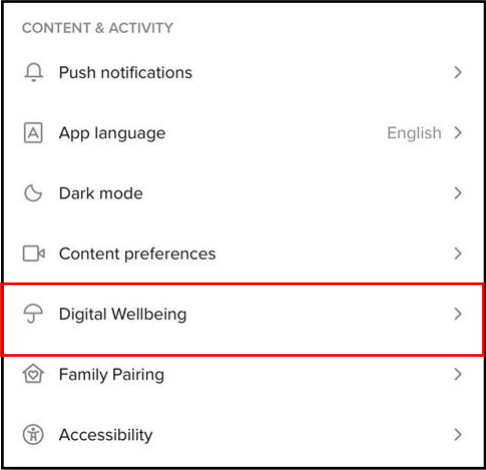 CONTENT & ACTIVITY
Push notifications
App language English
Dark mode
Content preferences
Digital Wellbeing
Family Pairing
Accessibility